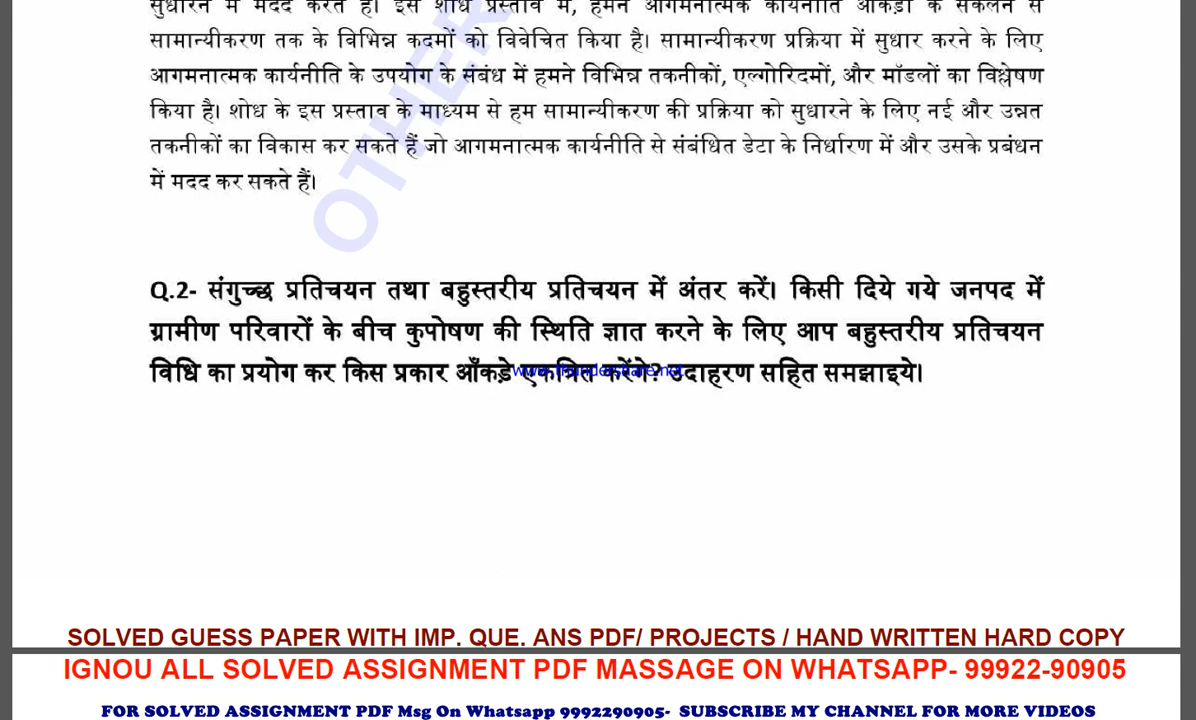 सुधारने में मदद करते हैं। इस शोध प्रस्ताव में, हमने आगमनात्मक कार्यनीति आँकड़ों के संकलन से
सामान्यीकरण तक के विभिन्न कदमों को विवेचित किया है। सामान्यीकरण प्रक्रिया में सुधार करने के लिए
आगमनात्मक कार्यनीति के उपयोग के संबंध में हमने विभिन्न तकनीकों, एल्गोरिदमों, और मॉडलों का विश्लेषण
किया है। शोध के इस प्रस्ताव के माध्यम से हम सामान्यीकरण की प्रक्रिया को सुधारने के लिए नई और उन्नत
तकनीकों का विकास कर सकते हैं जो आगमनात्मक कार्यनीति से संबंधित डेटा के निर्धारण में और उसके प्रबंधन
में मदद कर सकते हैं।
OTHER
Q.2- संगुच्छ प्रतिचयन तथा बहुस्तरीय प्रतिचयन में अंतर करें। किसी दिये गये जनपद में
ग्रामीण परिवारों के बीच कुपोषण की स्थिति ज्ञात करने के लिए आप बहुस्तरीय प्रतिचयन
विधि का प्रयोग कर किस प्रकार आँकड़े एकत्रित करेंगे? उदाहरण सहित समझाइये।
SOLVED GUESS PAPER WITH IMP. QUE. ANS PDF/ PROJECTS / HAND WRITTEN HARD COPY
IGNOU ALL SOLVED ASSIGNMENT PDF MASSAGE ON WHATSAPP- 99922-90905
FOR SOLVED ASSIGNMENT PDF Msg On Whatsapp 9992290905- SUBSCRIBE MY CHANNEL FOR MORE VIDEOS